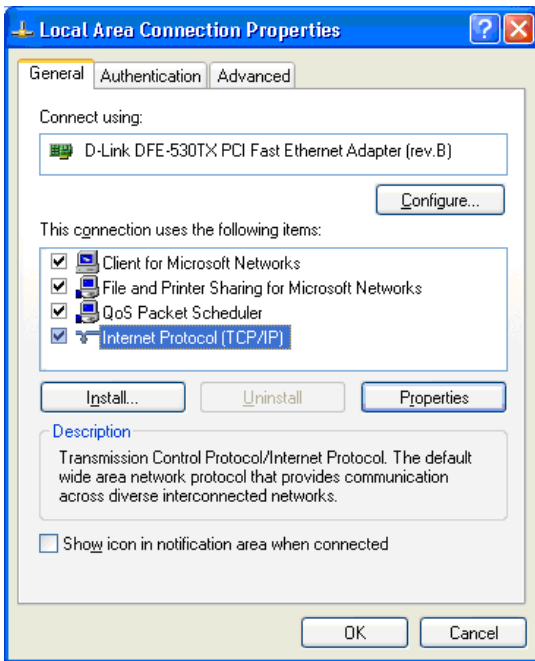 Local Area Connection Properties
General Authentication Advanced
Connect using:
D-Link DFE-530TX PCI Fast Ethernet Adapter (rev.B)
Configure...
This connection uses the following items:
Client for Microsoft Networks
File and Printer Sharing for Microsoft Networks
QoS Packet Scheduler
Internet Protocol (TCP/IP)
Install... Uninstall Properties
Description
Transmission Control Protocol/Internet Protocol. The default
wide area network protocol that provides communication
across diverse interconnected networks.
Show icon in notification area when connected
OK Cancel